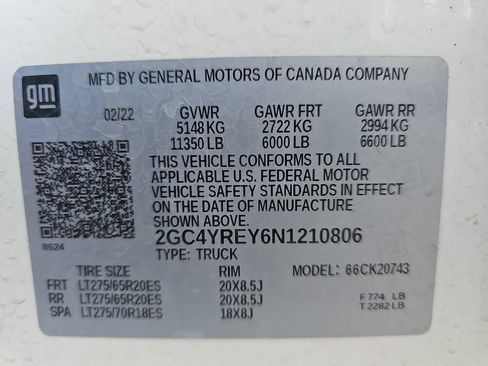 gm
MFD BY GENERAL MOTORS OF CANADA COMPANY
02/22 GVWR GAWR FRT GAWR RR
5148 KG 2722 KG 2994 KG
11350 LB 6000 LB 6600 LB
THIS VEHICLE CONFORMS TO ALL
APPLICABLE U.S. FEDERAL MOTOR
VEHICLE SAFETY STANDARDS IN EFFECT
ON THE DATE OF MANUFACTURE
SHOWN ABOVE.
8624 2GC4YREY6N1210806
TYPE: TRUCK
TIRE SIZE RIM MODEL: 66CK20743
FRT LT275/65R20ES 20X8.5J
RR LT275/65R20ES 20X8.5J F 774 LB
SPA LT275/70R18ES 18X8J T 2282 LB